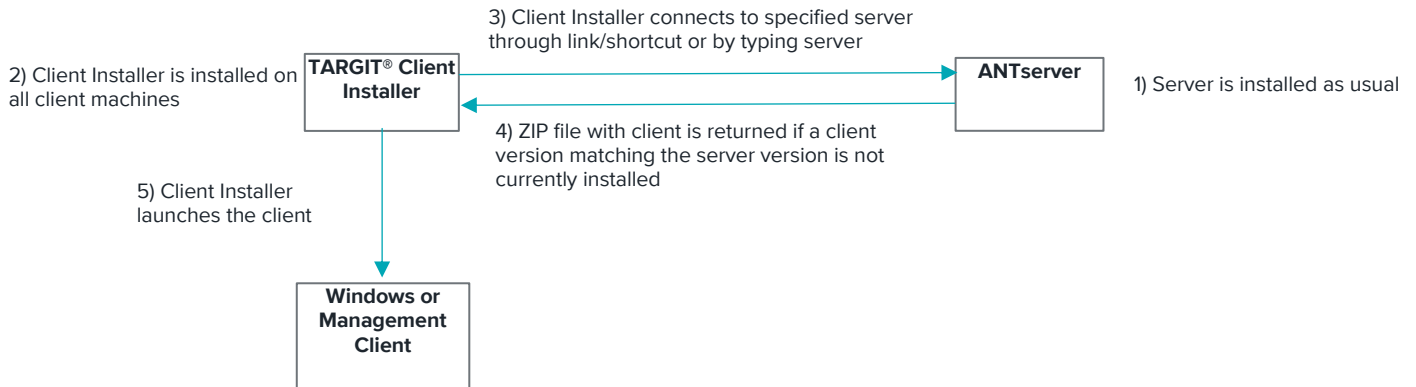 3) Client Installer connects to specified server
through link/shortcut or by typing server
2) Client Installer is installed on
all client machines
TARGIT® Client
Installer
ANTserver
1) Server is installed as usual
4) ZIP file with client is returned if a client
version matching the server version is not
currently installed
5) Client Installer
launches the client
Windows or
Management
Client